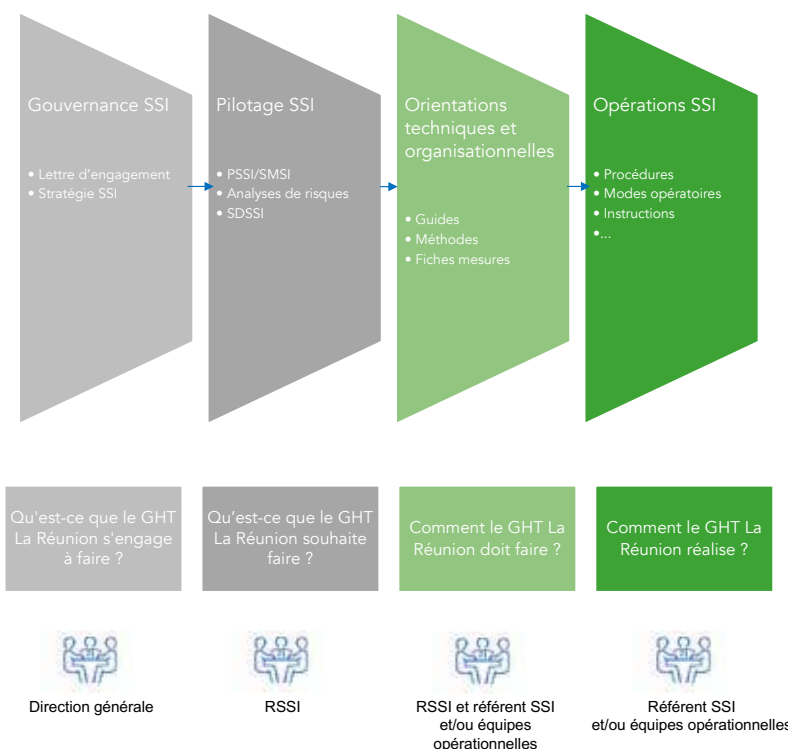 Gouvernance SSI
• Lettre d'engagement
• Stratégie SSI
Pilotage SSI
• PSSI/SMSI
• Analyses de risques
• SDSSI
Orientations
techniques et
organisationnelles
• Guides
• Méthodes
• Fiches mesures
Opérations SSI
• Procédures
• Modes opératoires
• Instructions
•...
Qu'est-ce que le GHT
La Réunion s'engage
à faire ?
Qu'est-ce que le GHT
La Réunion souhaite
faire ?
Comment le GHT La
Réunion doit faire ?
Comment le GHT La
Réunion réalise ?
Direction générale
RSSI
RSSI et référent SSI
et/ou équipes
opérationnelles
Référent SSI
et/ou équipes opérationnelles